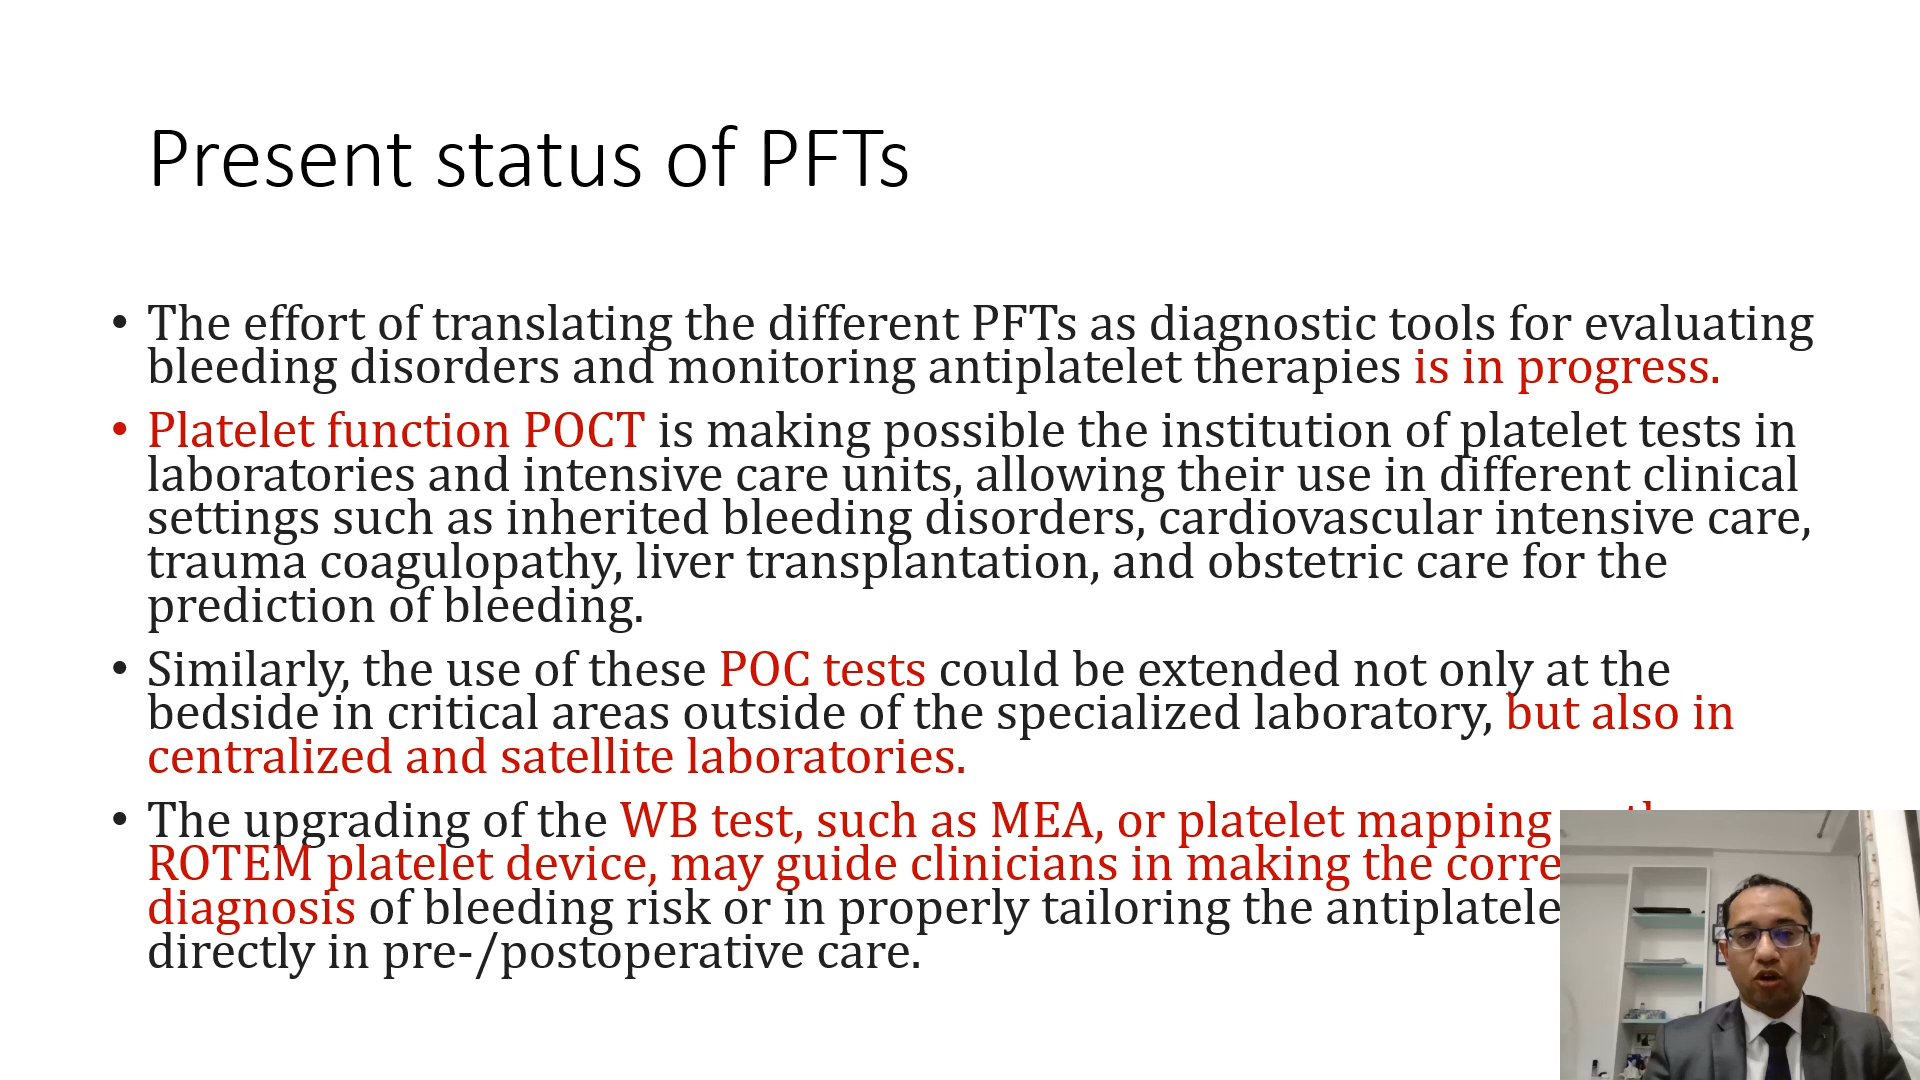 Present status of PFTs
• The effort of translating the different PFTs as diagnostic tools for evaluating
bleeding disorders and monitoring antiplatelet therapies is in progress.
• Platelet function POCT is making possible the institution of platelet tests in
laboratories and intensive care units, allowing their use in different clinical
settings such as inherited bleeding disorders, cardiovascular intensive care,
trauma coagulopathy, liver transplantation, and obstetric care for the
prediction of bleeding.
• Similarly, the use of these POC tests could be extended not only at the
bedside in critical areas outside of the specialized laboratory, but also in
centralized and satellite laboratories.
• The upgrading of the WB test, such as MEA, or platelet mapping
ROTEM platelet device, may guide clinicians in making the corre
diagnosis of bleeding risk or in properly tailoring the antiplatele
directly in pre-/postoperative care.